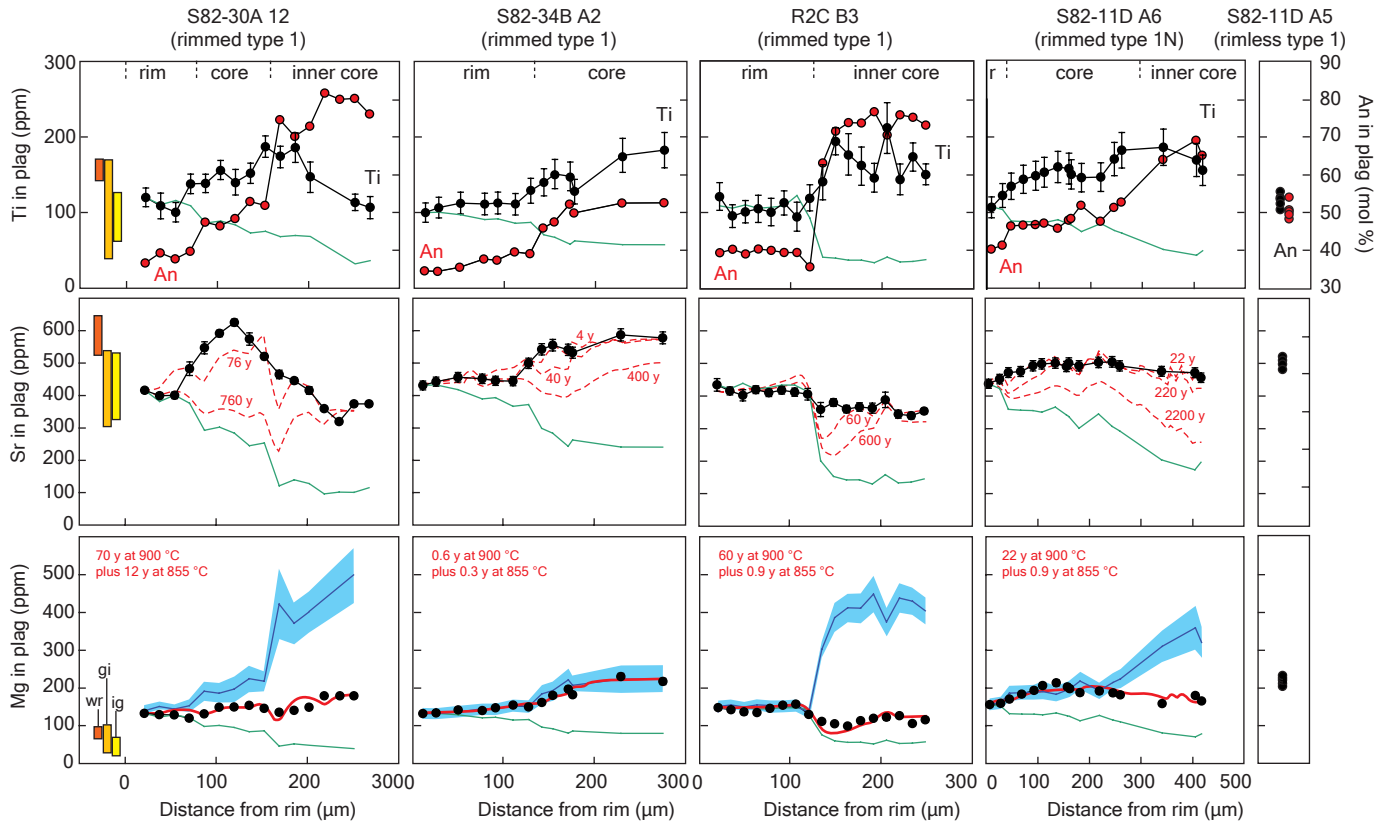 S82-30A 12
(rimmed type 1)
S82-34B A2
(rimmed type 1)
R2C B3
(rimmed type 1)
S82-11D A6
(rimmed type 1N)
S82-11D A5
(rimless type 1)
rim core inner core
rim core
rim inner core
r core inner core
Ti in plag (ppm)
300
200
100
0
Ti
An
Ti
An
Ti
An
Ti
An
An
90
80
70
60
50
40
30
An in plag (mol %)
Sr in plag (ppm)
600
500
400
300
200
100
0
76 y
760 y
4 y
40 y
400 y
60 y
600 y
22 y
220 y
2200 y
Mg in plag (ppm)
500
400
300
200
100
0
70 y at 900 °C
plus 12 y at 855 °C
0.6 y at 900 °C
plus 0.3 y at 855 °C
60 y at 900 °C
plus 0.9 y at 855 °C
22 y at 900 °C
plus 0.9 y at 855 °C
wr
gi
ig
0 100 200 300
0 100 200 300
0 100 200 300
0 100 200 300 400 500
Distance from rim (µm)
Distance from rim (µm)
Distance from rim (µm)
Distance from rim (µm)